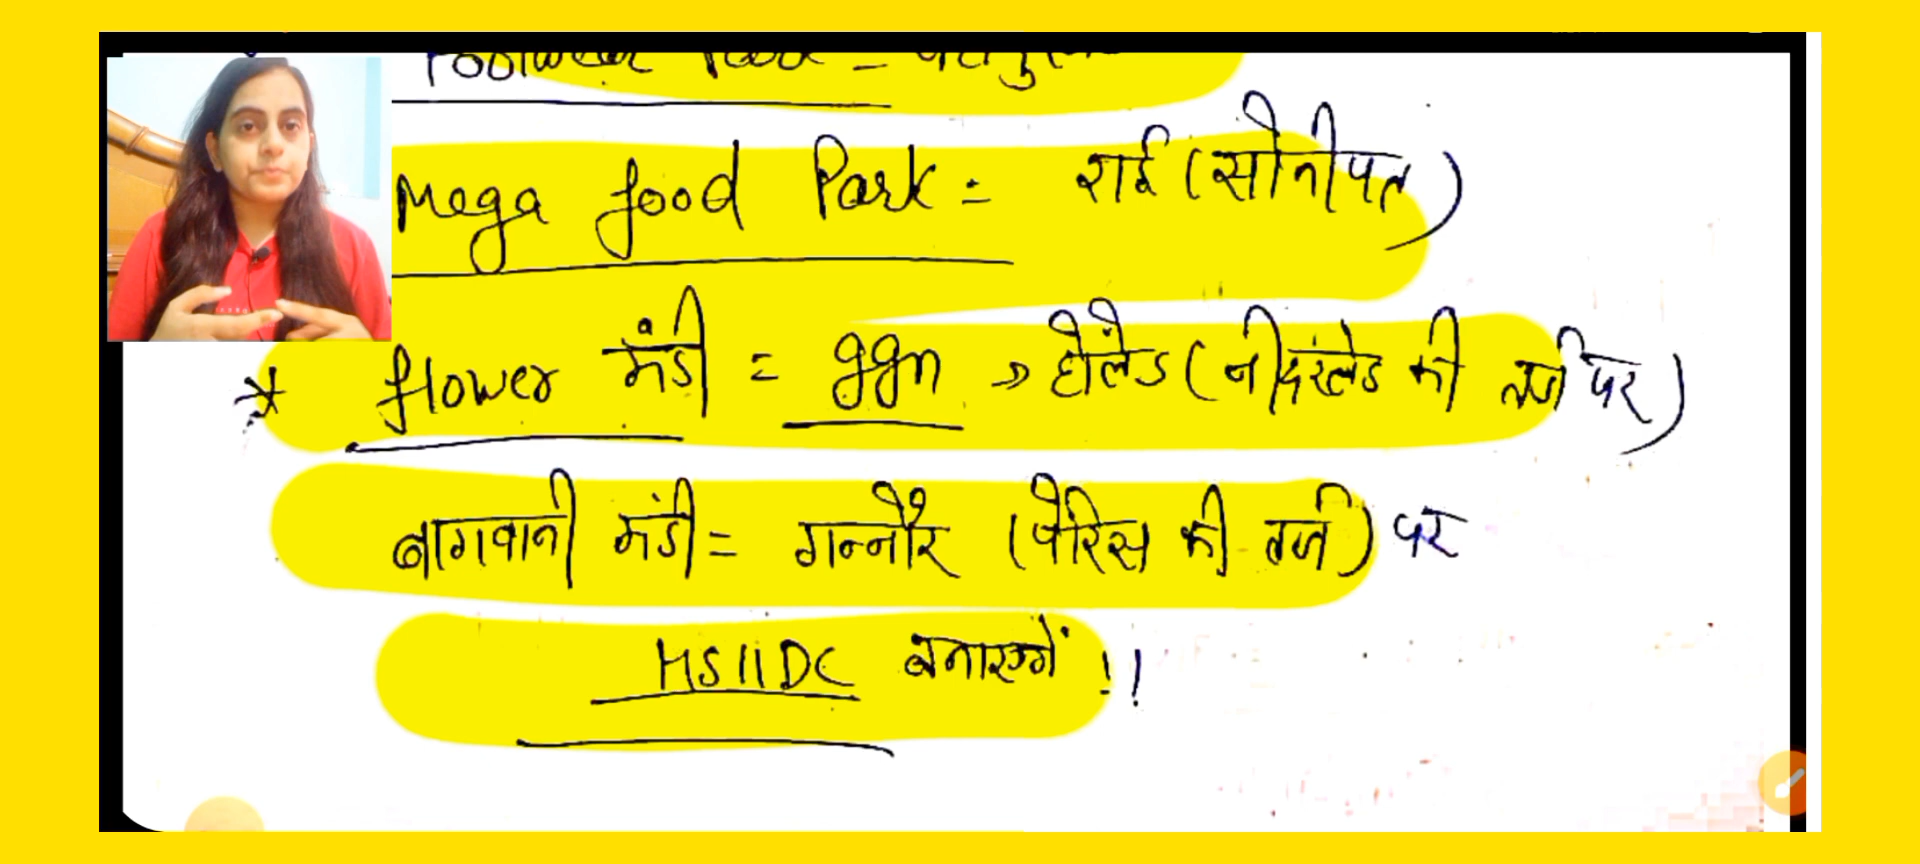 Mega food Park = राई (सोनीपत)
* flower मंडी = ggn → हॉलैंड (नीदरलैंड की तर्ज पर)
बागवानी मंडी = गन्नौर (पेरिस की तर्ज) पर
HSIIDC बनाएगें !!